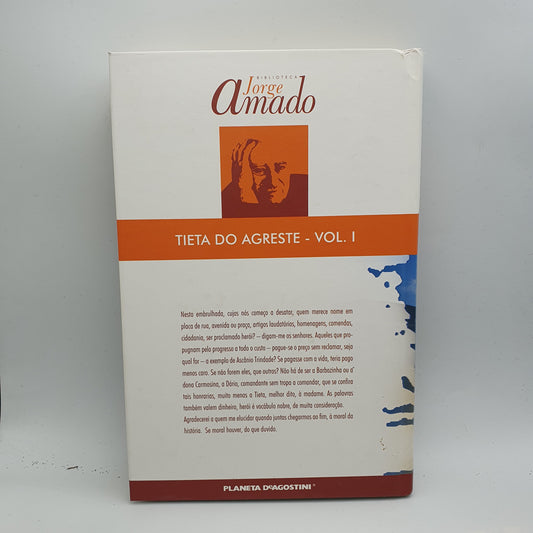 BIBLIOTECA
Jorge
amado
TIETA DO AGRESTE - VOL. I
Nesta embrulhada, cujos nós começo a desatar, quem merece nome em
placa de rua, avenida ou praça, artigos laudatórios, homenagens, comendas,
cidadania, ser proclamado herói? – digam-me os senhores. Aqueles que pro-
pugnam pelo progresso a todo o custo – pague-se o preço sem reclamar, seja
qual for – a exemplo de Ascânio Trindade? Se pagasse com a vida, teria pago
menos caro. Se não forem eles, que outros? Não há de ser a Barbozinha ou a'
dona Carmosina, a Dário, comandante sem tropa a comandar, que se confira
tais honrarias, muito menos a Tieta, melhor dito, à madame. As palavras
também valem dinheiro, herói é vocábulo nobre, de muita consideração.
Agradecerei a quem me elucidar quando juntos chegarmos ao fim, à moral da
história. Se moral houver, do que duvido.
PLANETA DeAGOSTINI®